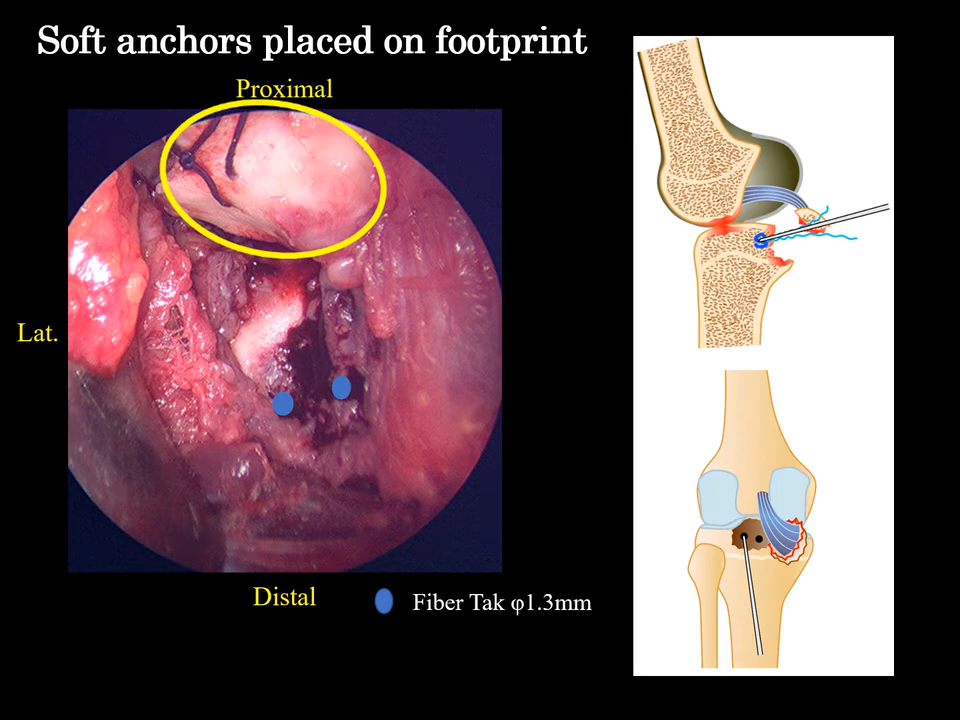 Soft anchors placed on footprint
Proximal
Lat.
Distal
Fiber Tak φ1.3mm